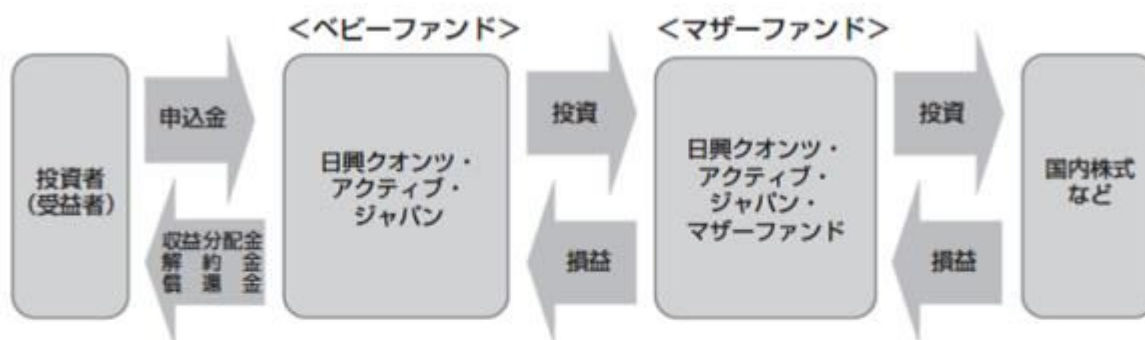 <ベビーファンド>
<マザーファンド>
投資者
(受益者)
申込金
収益分配金
解約金
償還金
日興クオンツ・
アクティブ・
ジャパン
投資
損益
日興クオンツ・
アクティブ・
ジャパン・
マザーファンド
投資
損益
国内株式
など